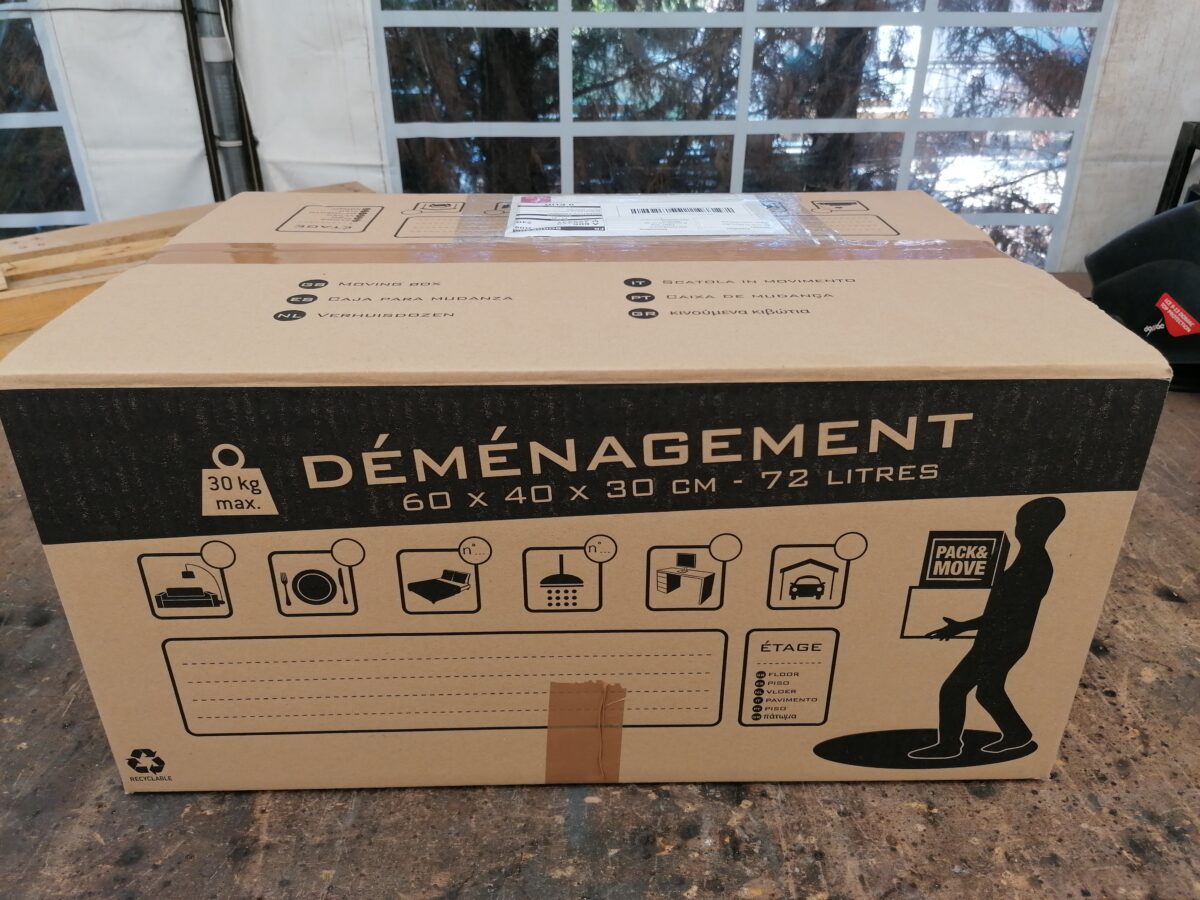 ÉTAGE
GB MOVING BOX
ES CAJA PARA MUDANZA
NL VERHUISDOZEN
IT SCATOLA IN MOVIMENTO
PT CAIXA DE MUDANÇA
GR κινούμενα κιβώτια
30 kg
max.
DÉMÉNAGEMENT
60 X 40 X 30 CM - 72 LITRES
n°...
n°...
PACK&
MOVE
ÉTAGE
FLOOR
PISO
VLOER
PAVIMENTO
PISO
πάτωμα
RECYCLABLE